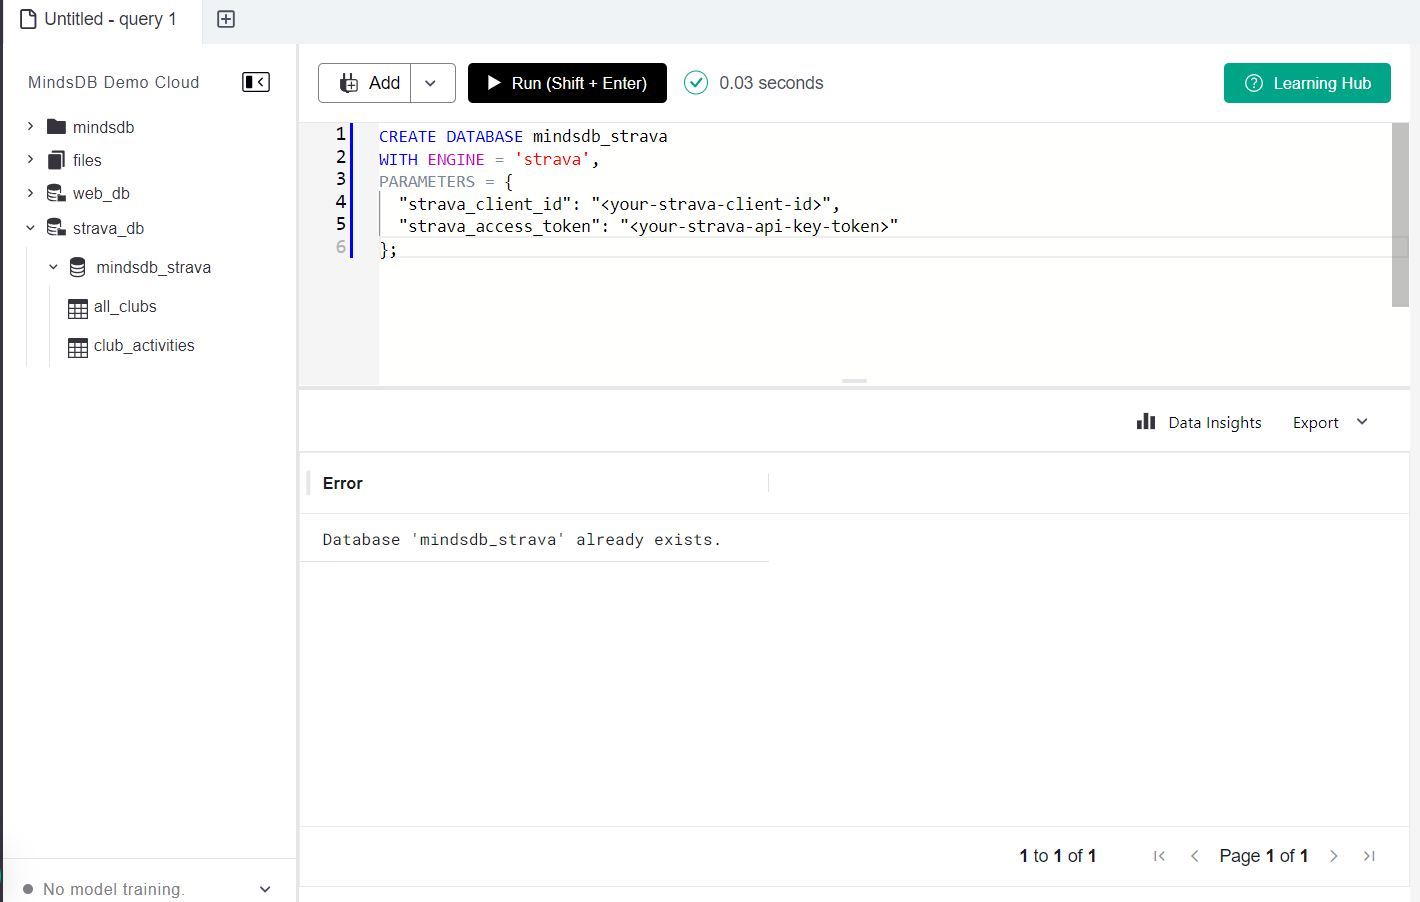 Untitled - query 1
MindsDB Demo Cloud
mindsdb
files
web_db
strava_db
mindsdb_strava
all_clubs
club_activities
No model training.
Add
Run (Shift + Enter)
0.03 seconds
Learning Hub
1 CREATE DATABASE mindsdb_strava
2 WITH ENGINE = 'strava',
3 PARAMETERS = {
4 "strava_client_id": "<your-strava-client-id>",
5 "strava_access_token": "<your-strava-api-key-token>"
6 };
Data Insights
Export
Error
Database 'mindsdb_strava' already exists.
1 to 1 of 1
Page 1 of 1